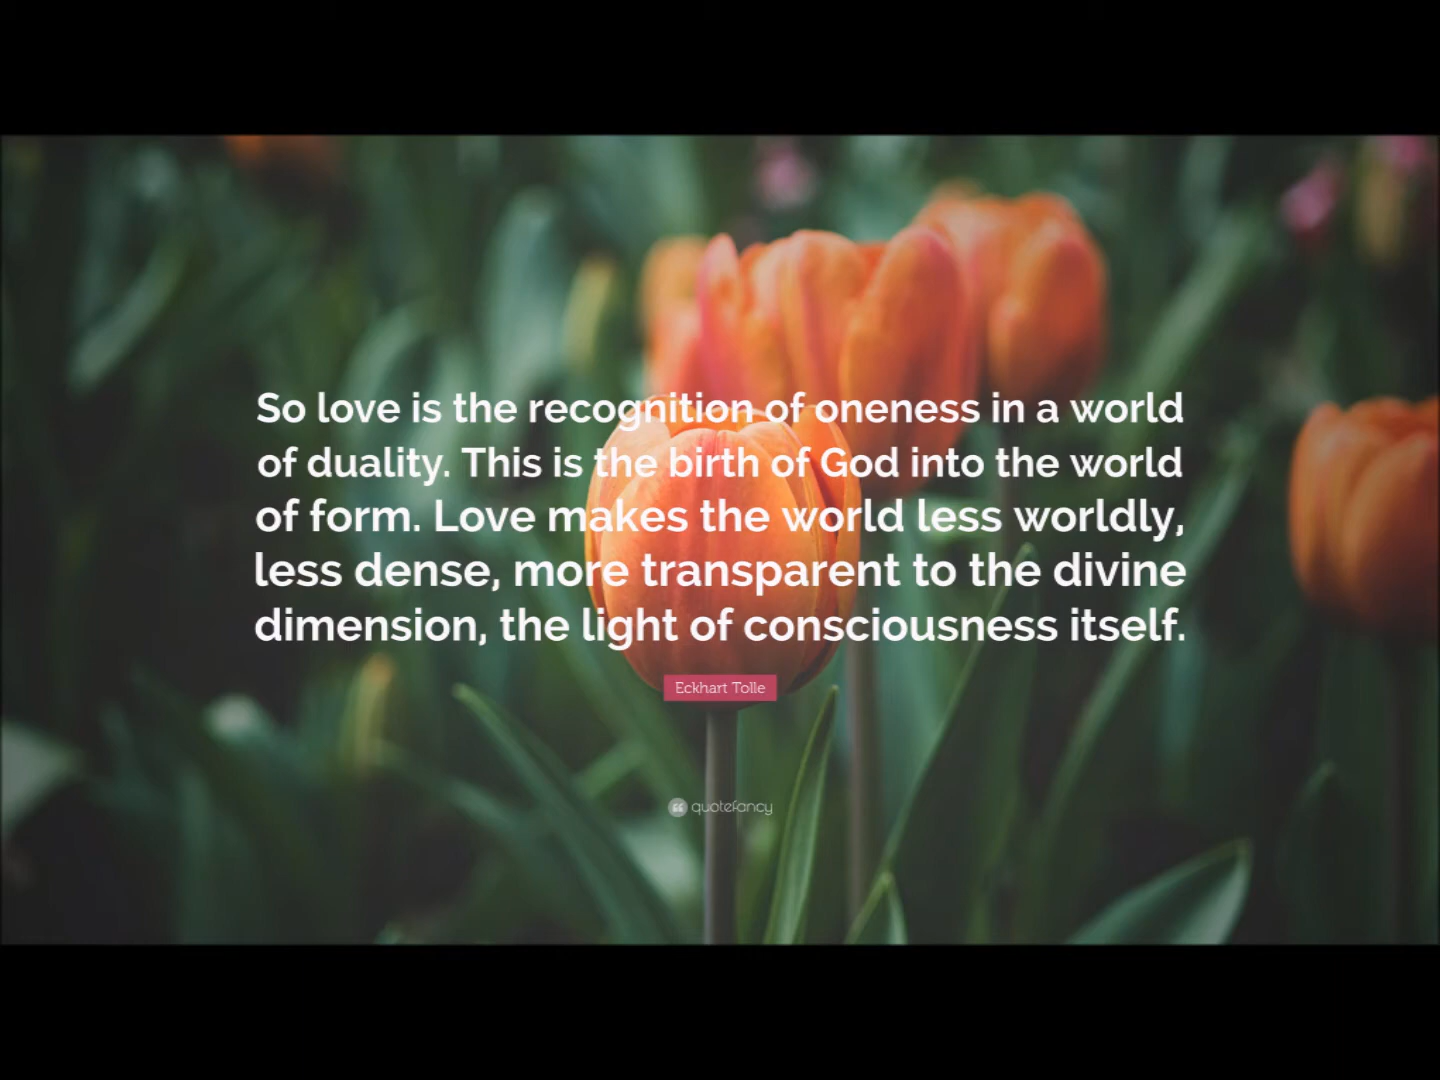 So love is the recognition of oneness in a world
of duality. This is the birth of God into the world
of form. Love makes the world less worldly,
less dense, more transparent to the divine
dimension, the light of consciousness itself.
Eckhart Tolle
quotefancy